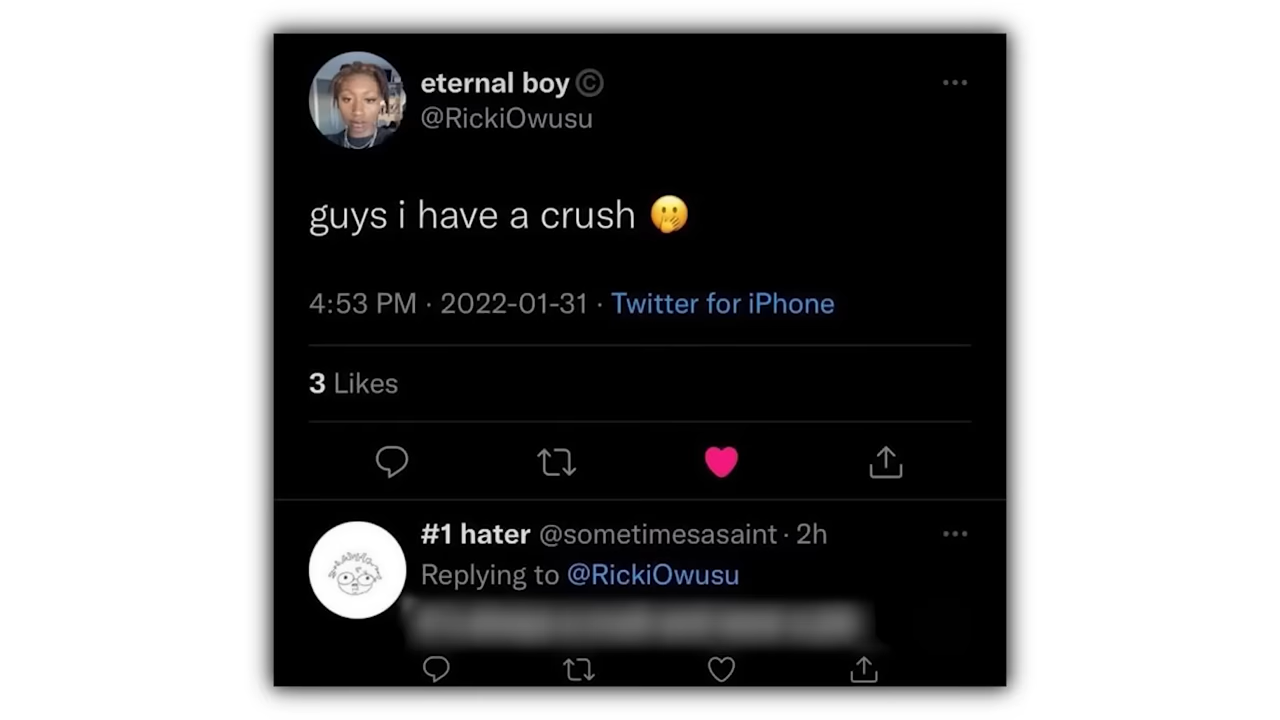 eternal boy ©
@RickiOwusu
guys i have a crush 🤭
4:53 PM · 2022-01-31 · Twitter for iPhone
3 Likes
#1 hater @sometimesasaint · 2h
Replying to @RickiOwusu